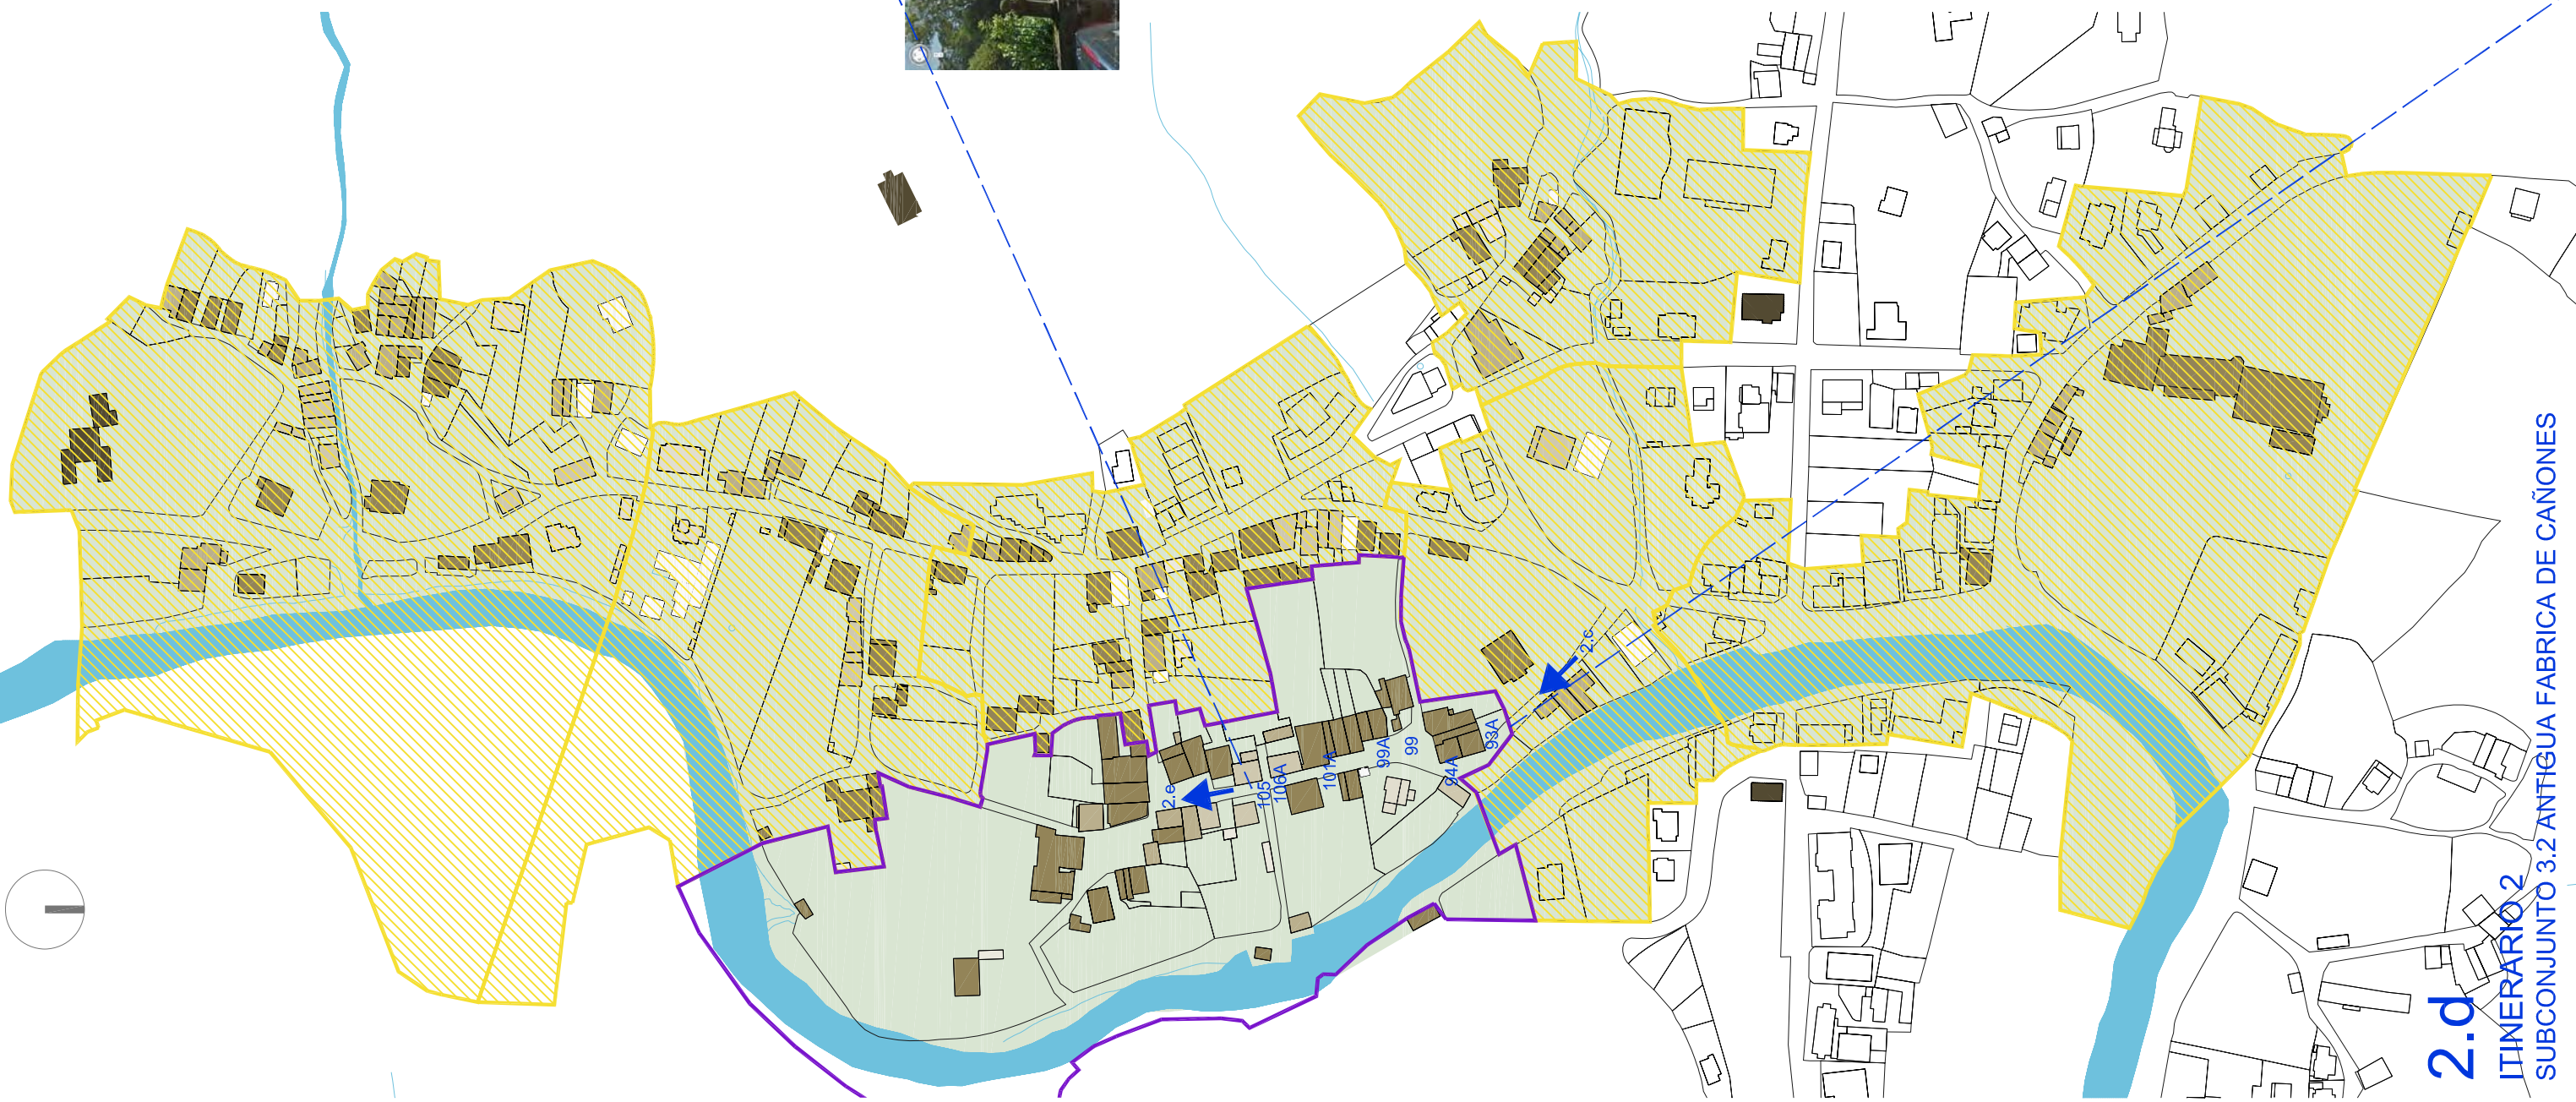 2.d
ITINERARIO 2
SUBCONJUNTO 3.2 ANTIGUA FABRICA DE CAÑONES
2.e
105
106A
101A
99A
99
94A
93A
2.c